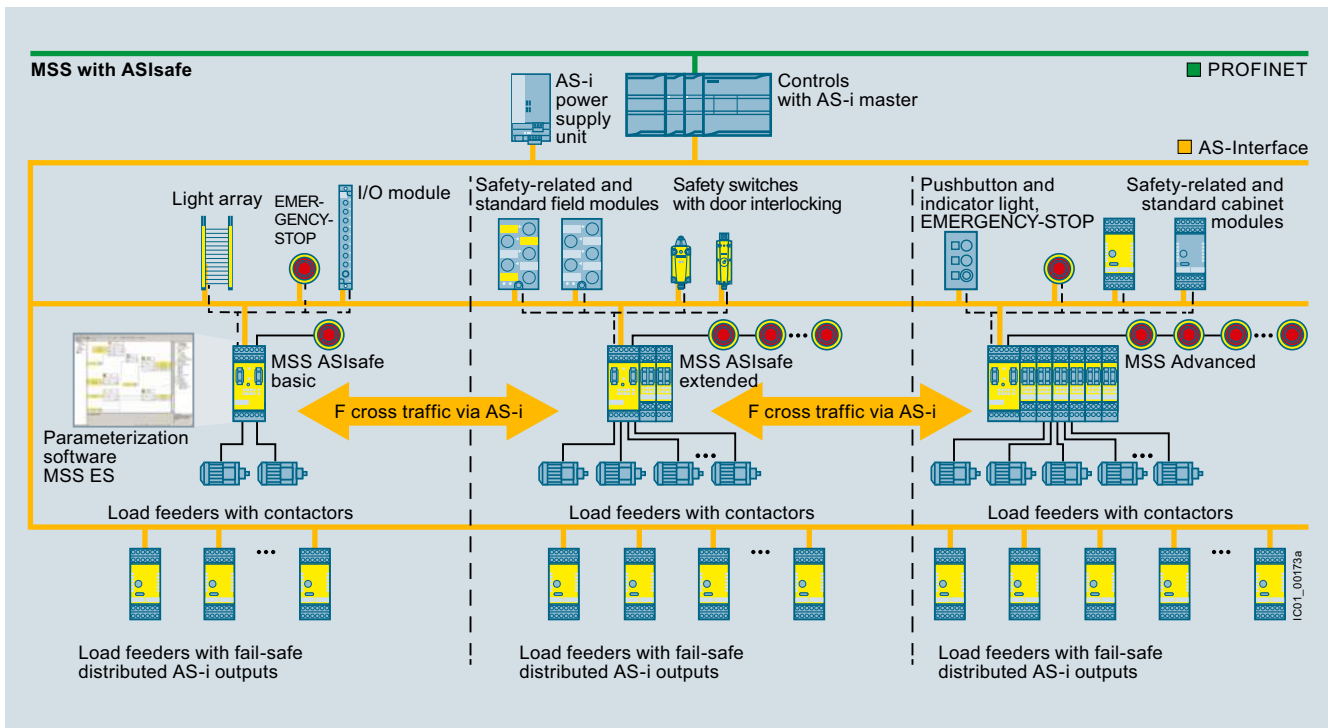 MSS with ASIsafe
PROFINET
AS-i
power
supply
unit
Controls
with AS-i master
AS-Interface
Light array
EMER-
GENCY-
STOP
I/O module
Safety-related and
standard field modules
Safety switches
with door interlocking
Pushbutton and
indicator light,
EMERGENCY-STOP
Safety-related and
standard cabinet
modules
MSS ASIsafe
basic
MSS ASIsafe
extended
MSS Advanced
F cross traffic via AS-i
F cross traffic via AS-i
Parameterization
software
MSS ES
Load feeders with contactors
Load feeders with contactors
Load feeders with contactors
IC01_00173a
Load feeders with fail-safe
distributed AS-i outputs
Load feeders with fail-safe
distributed AS-i outputs
Load feeders with fail-safe
distributed AS-i outputs